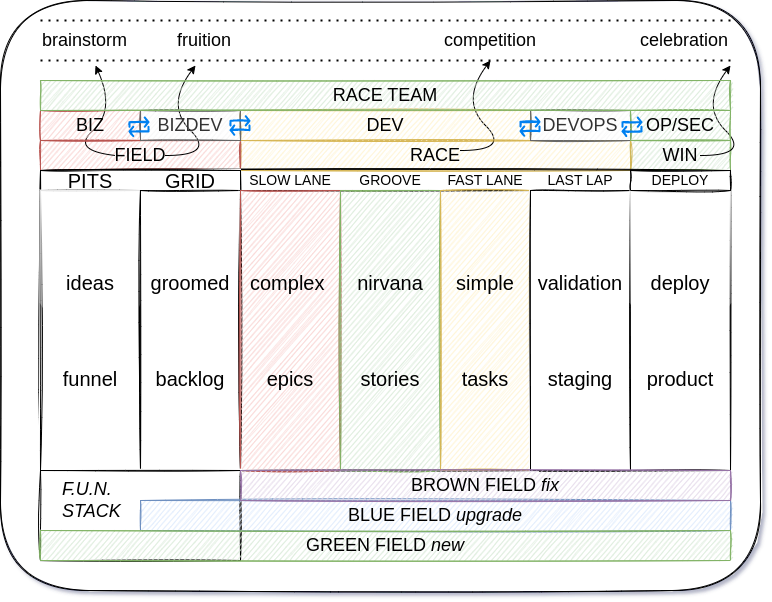 brainstorm fruition competition celebration
RACE TEAM
BIZ BIZDEV DEV DEVOPS OP/SEC
FIELD RACE WIN
PITS GRID SLOW LANE GROOVE FAST LANE LAST LAP DEPLOY
ideas groomed complex nirvana simple validation deploy
funnel backlog epics stories tasks staging product
F.U.N.
STACK
BROWN FIELD fix
BLUE FIELD upgrade
GREEN FIELD new